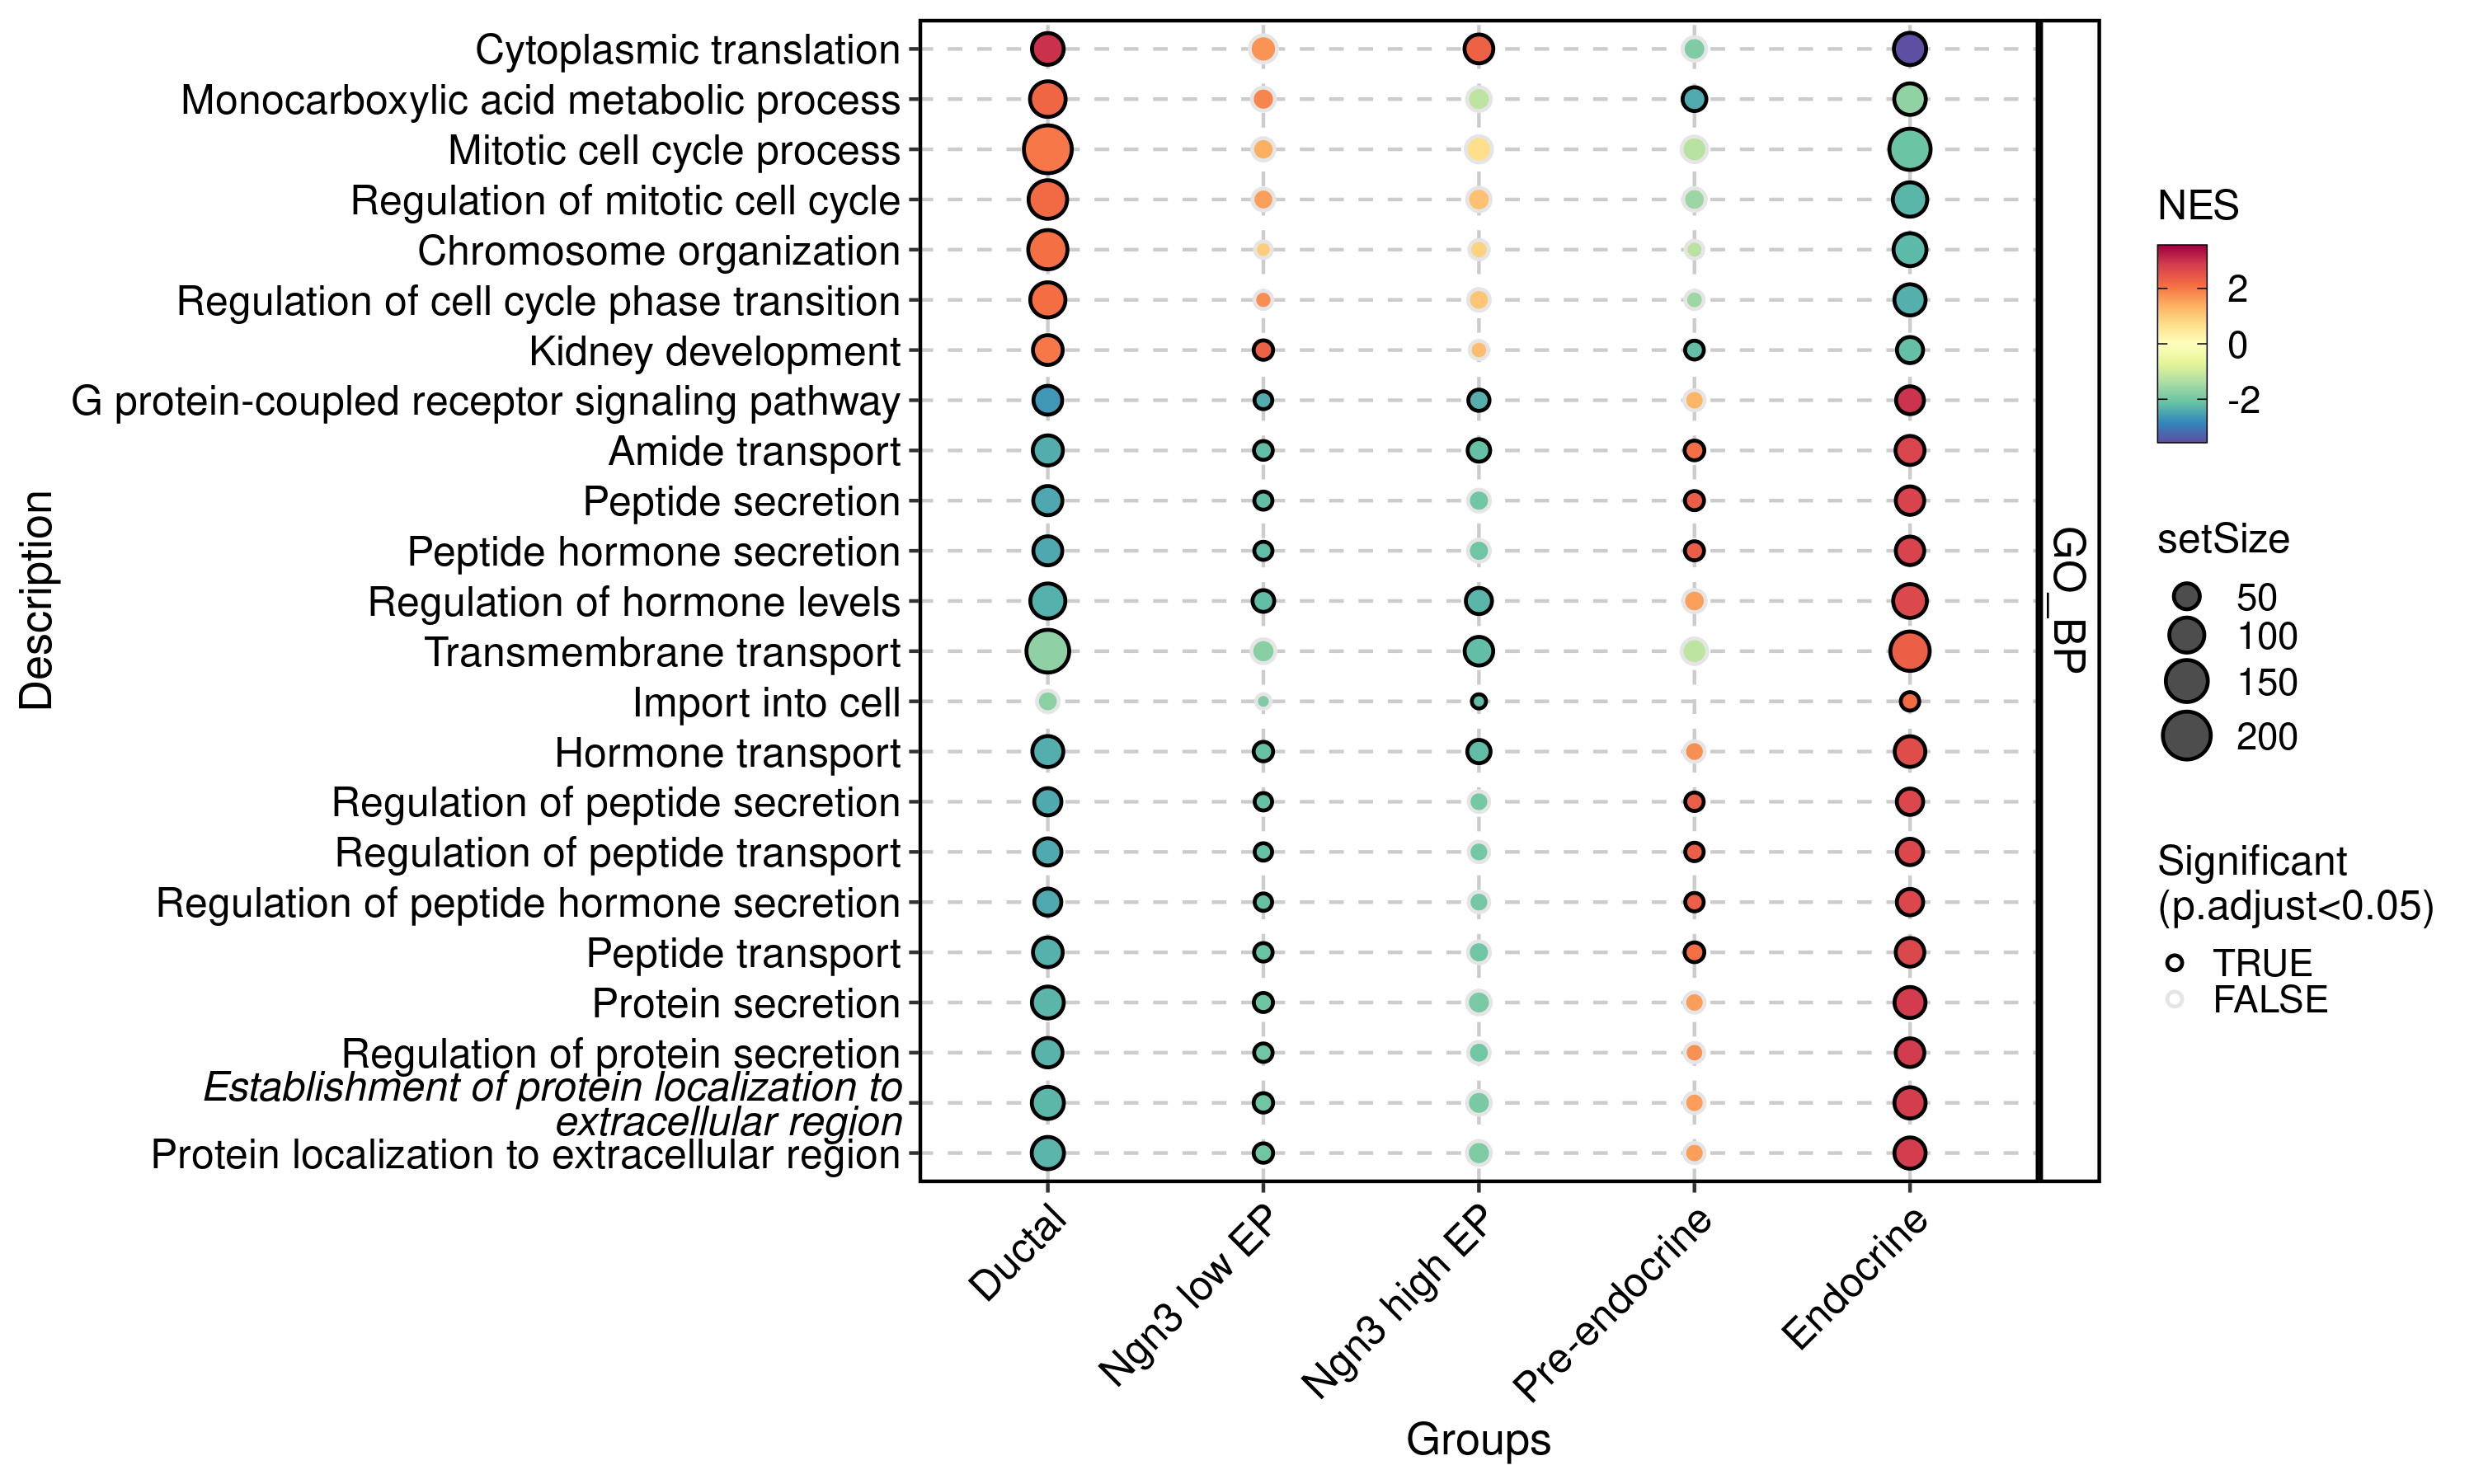 Description
Cytoplasmic translation
Monocarboxylic acid metabolic process
Mitotic cell cycle process
Regulation of mitotic cell cycle
Chromosome organization
Regulation of cell cycle phase transition
Kidney development
G protein-coupled receptor signaling pathway
Amide transport
Peptide secretion
Peptide hormone secretion
Regulation of hormone levels
Transmembrane transport
Import into cell
Hormone transport
Regulation of peptide secretion
Regulation of peptide transport
Regulation of peptide hormone secretion
Peptide transport
Protein secretion
Regulation of protein secretion
Establishment of protein localization to
extracellular region
Protein localization to extracellular region
Ductal
Ngn3 low EP
Ngn3 high EP
Pre-endocrine
Endocrine
Groups
GO_BP
NES
2
0
-2
setSize
50
100
150
200
Significant
(p.adjust<0.05)
TRUE
FALSE